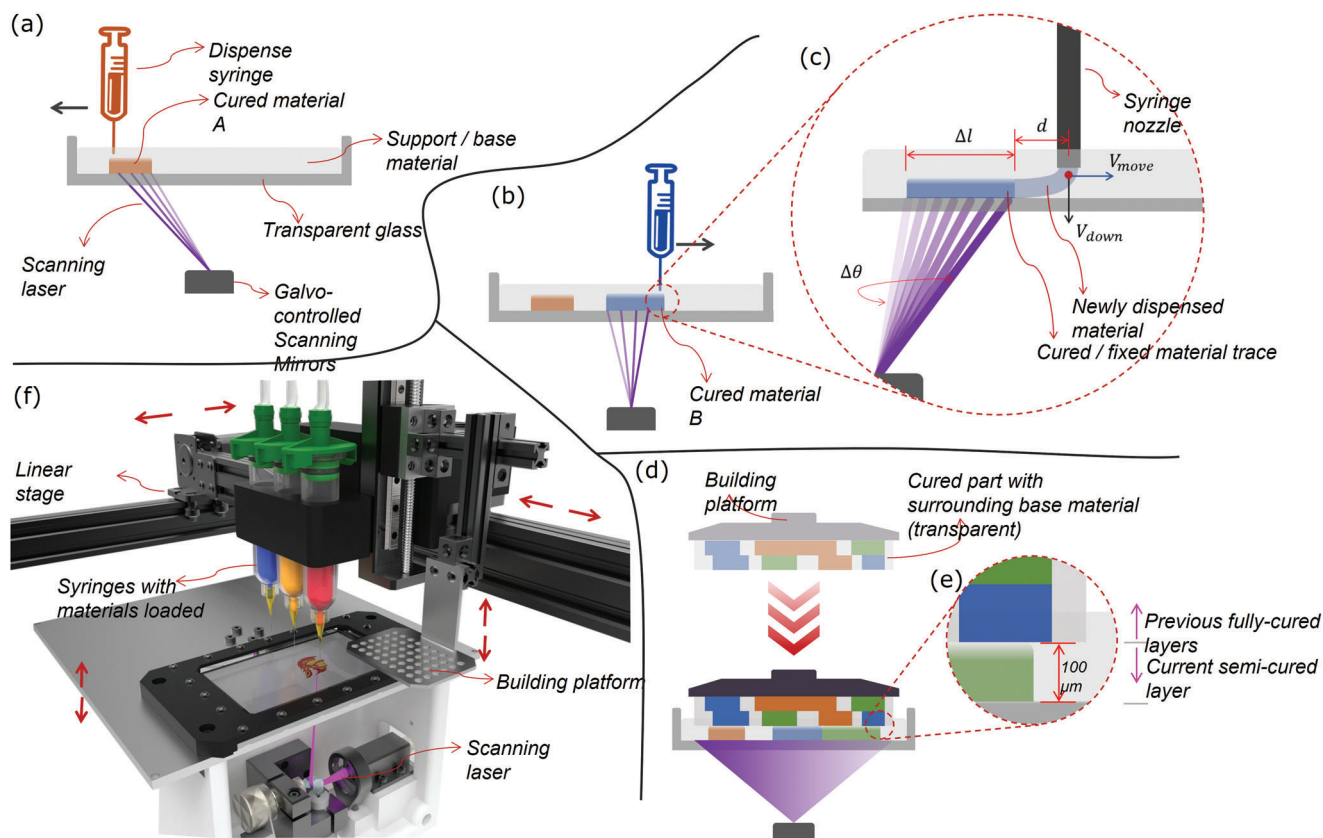 (a)
Dispense
syringe
Cured material
A
Support / base
material
Transparent glass
Scanning
laser
Galvo-
controlled
Scanning
Mirrors
(b)
Cured material
B
(c)
Syringe
nozzle
Δl
d
V_move
V_down
Δθ
Newly dispensed
material
Cured / fixed material trace
(f)
Linear
stage
Syringes with
materials loaded
Building platform
Scanning
laser
(d)
Building
platform
Cured part with
surrounding base material
(transparent)
(e)
Previous fully-cured
layers
100
µm
Current semi-cured
layer